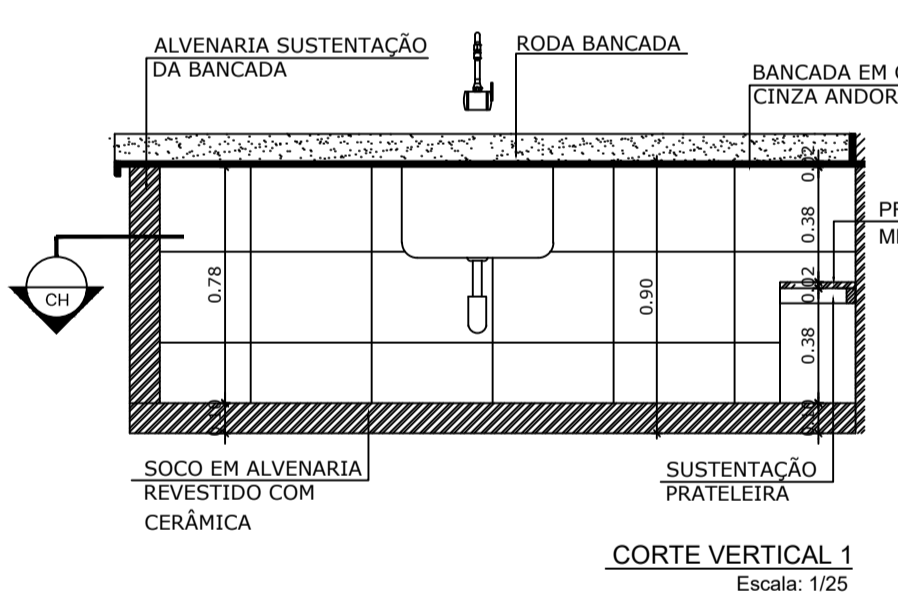 ALVENARIA SUSTENTAÇÃO
DA BANCADA
RODA BANCADA
BANCADA EM
CINZA ANDOR
0.02
0.38
0.78
0.02
0.90
0.38
CH
0.10
0.10
SOCO EM ALVENARIA
REVESTIDO COM
CERÂMICA
SUSTENTAÇÃO
PRATELEIRA
CORTE VERTICAL 1
Escala: 1/25